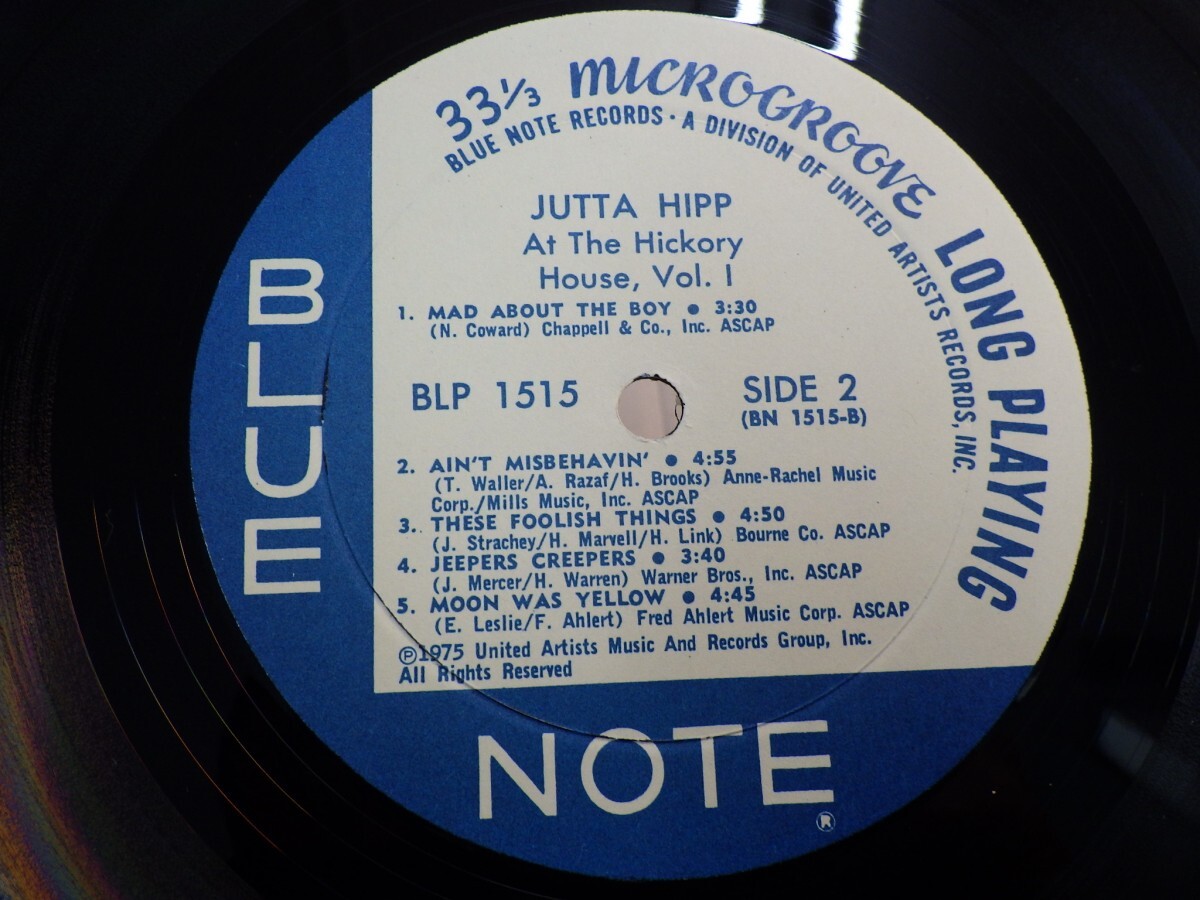 33⅓ MICROGROOVE LONG PLAYING
BLUE NOTE RECORDS · A DIVISION OF UNITED ARTISTS RECORDS, INC.
JUTTA HIPP
At The Hickory
House, Vol. I
1. MAD ABOUT THE BOY • 3:30
(N. Coward) Chappell & Co., Inc. ASCAP
BLP 1515
SIDE 2
(BN 1515-B)
2. AIN'T MISBEHAVIN' • 4:55
(T. Waller/A. Razaf/H. Brooks) Anne-Rachel Music
Corp./Mills Music, Inc. ASCAP
3. THESE FOOLISH THINGS • 4:50
(J. Strachey/H. Marvell/H. Link) Bourne Co. ASCAP
4. JEEPERS CREEPERS • 3:40
(J. Mercer/H. Warren) Warner Bros., Inc. ASCAP
5. MOON WAS YELLOW • 4:45
(E. Leslie/F. Ahlert) Fred Ahlert Music Corp. ASCAP
℗1975 United Artists Music And Records Group, Inc.
All Rights Reserved
BLUE
NOTE®